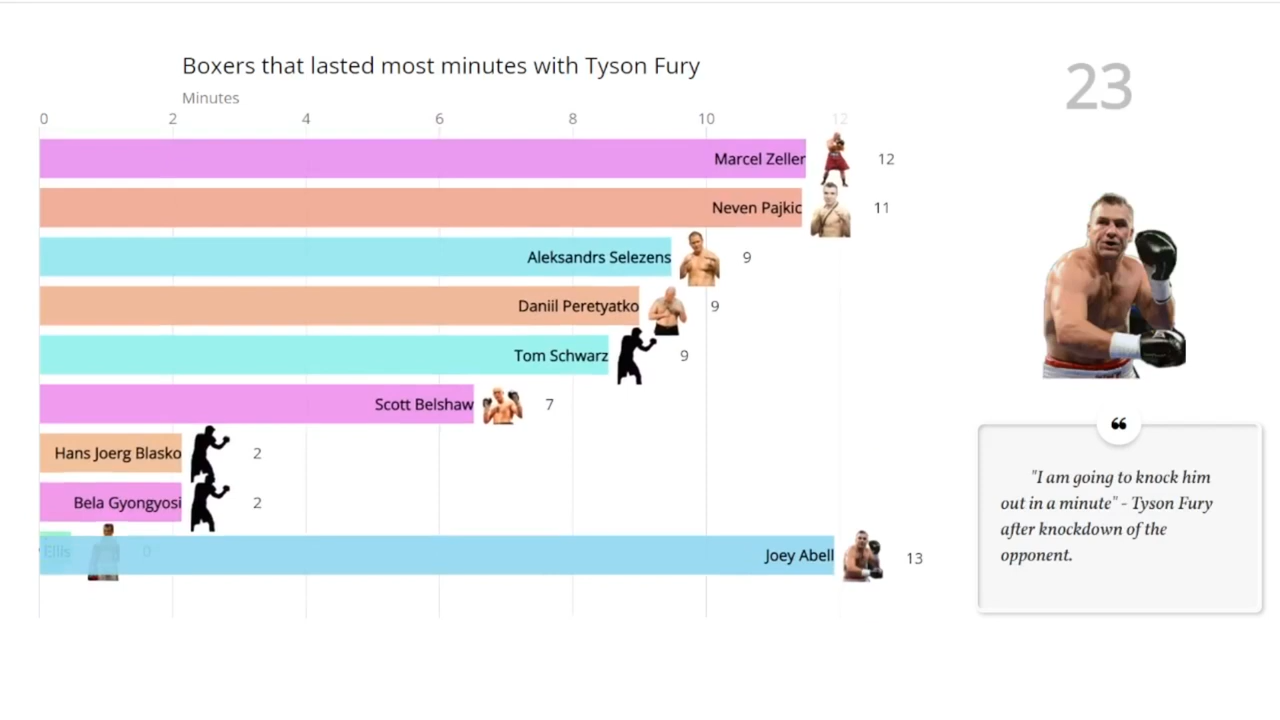 Boxers that lasted most minutes with Tyson Fury
Minutes
23
0 2 4 6 8 10 12
Marcel Zeller 12
Neven Pajkic 11
Aleksandrs Selezens 9
Daniil Peretyatko 9
Tom Schwarz 9
Scott Belshaw 7
Hans Joerg Blasko 2
Bela Gyongyosi 2
Ellis 0
Joey Abell 13
❝
"I am going to knock him
out in a minute" - Tyson Fury
after knockdown of the
opponent.